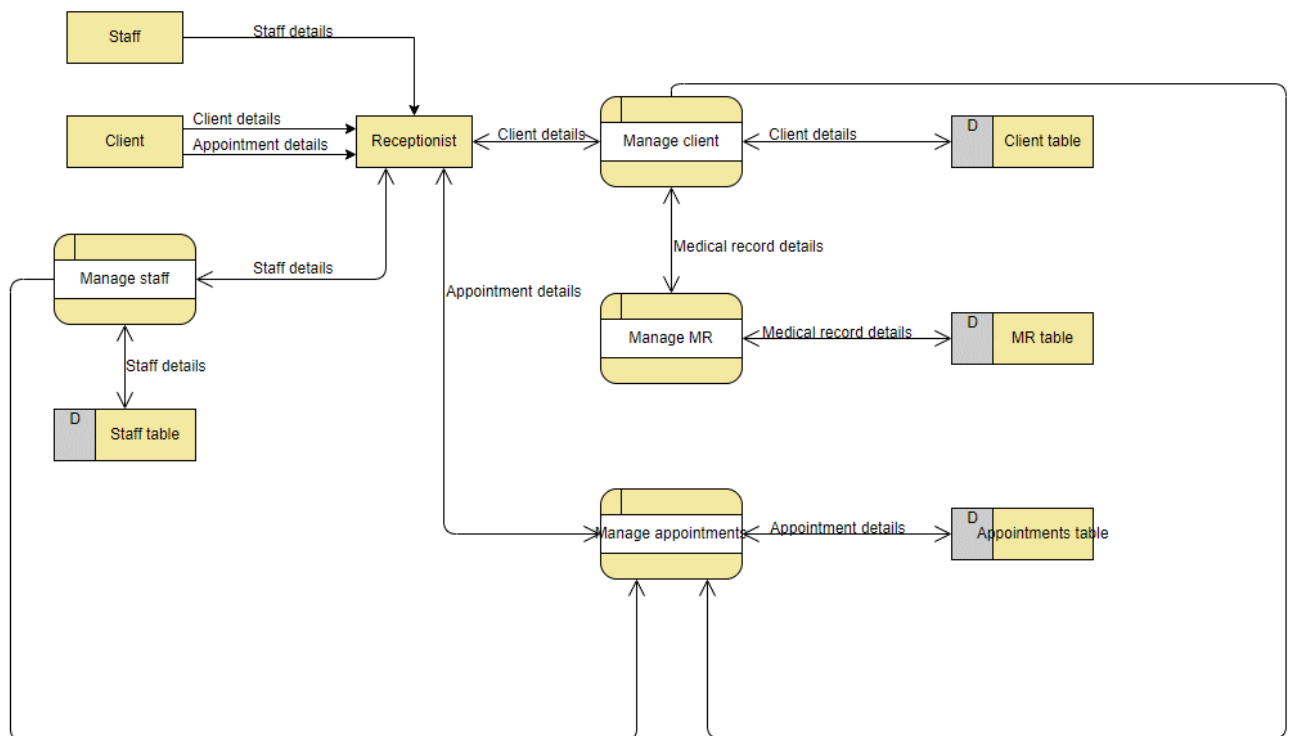 Staff
Staff details
Client
Client details
Appointment details
Receptionist
Client details
Manage client
Client details
D
Client table
Medical record details
Manage staff
Staff details
Appointment details
Manage MR
Medical record details
D
MR table
Staff details
D
Staff table
Manage appointments
Appointment details
D
Appointments table